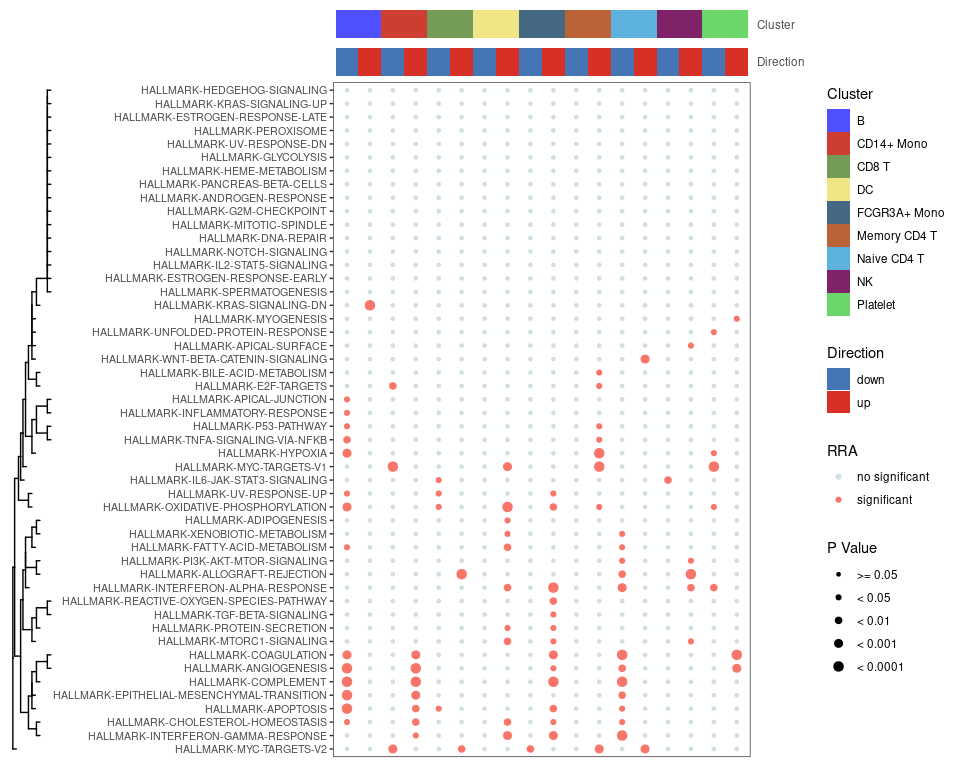 Cluster
Direction
HALLMARK-HEDGEHOG-SIGNALING
HALLMARK-KRAS-SIGNALING-UP
HALLMARK-ESTROGEN-RESPONSE-LATE
HALLMARK-PEROXISOME
HALLMARK-UV-RESPONSE-DN
HALLMARK-GLYCOLYSIS
HALLMARK-HEME-METABOLISM
HALLMARK-PANCREAS-BETA-CELLS
HALLMARK-ANDROGEN-RESPONSE
HALLMARK-G2M-CHECKPOINT
HALLMARK-MITOTIC-SPINDLE
HALLMARK-DNA-REPAIR
HALLMARK-NOTCH-SIGNALING
HALLMARK-IL2-STAT5-SIGNALING
HALLMARK-ESTROGEN-RESPONSE-EARLY
HALLMARK-SPERMATOGENESIS
HALLMARK-KRAS-SIGNALING-DN
HALLMARK-MYOGENESIS
HALLMARK-UNFOLDED-PROTEIN-RESPONSE
HALLMARK-APICAL-SURFACE
HALLMARK-WNT-BETA-CATENIN-SIGNALING
HALLMARK-BILE-ACID-METABOLISM
HALLMARK-E2F-TARGETS
HALLMARK-APICAL-JUNCTION
HALLMARK-INFLAMMATORY-RESPONSE
HALLMARK-P53-PATHWAY
HALLMARK-TNFA-SIGNALING-VIA-NFKB
HALLMARK-HYPOXIA
HALLMARK-MYC-TARGETS-V1
HALLMARK-IL6-JAK-STAT3-SIGNALING
HALLMARK-UV-RESPONSE-UP
HALLMARK-OXIDATIVE-PHOSPHORYLATION
HALLMARK-ADIPOGENESIS
HALLMARK-XENOBIOTIC-METABOLISM
HALLMARK-FATTY-ACID-METABOLISM
HALLMARK-PI3K-AKT-MTOR-SIGNALING
HALLMARK-ALLOGRAFT-REJECTION
HALLMARK-INTERFERON-ALPHA-RESPONSE
HALLMARK-REACTIVE-OXYGEN-SPECIES-PATHWAY
HALLMARK-TGF-BETA-SIGNALING
HALLMARK-PROTEIN-SECRETION
HALLMARK-MTORC1-SIGNALING
HALLMARK-COAGULATION
HALLMARK-ANGIOGENESIS
HALLMARK-COMPLEMENT
HALLMARK-EPITHELIAL-MESENCHYMAL-TRANSITION
HALLMARK-APOPTOSIS
HALLMARK-CHOLESTEROL-HOMEOSTASIS
HALLMARK-INTERFERON-GAMMA-RESPONSE
HALLMARK-MYC-TARGETS-V2
Cluster
B
CD14+ Mono
CD8 T
DC
FCGR3A+ Mono
Memory CD4 T
Naive CD4 T
NK
Platelet
Direction
down
up
RRA
no significant
significant
P Value
>= 0.05
< 0.05
< 0.01
< 0.001
< 0.0001